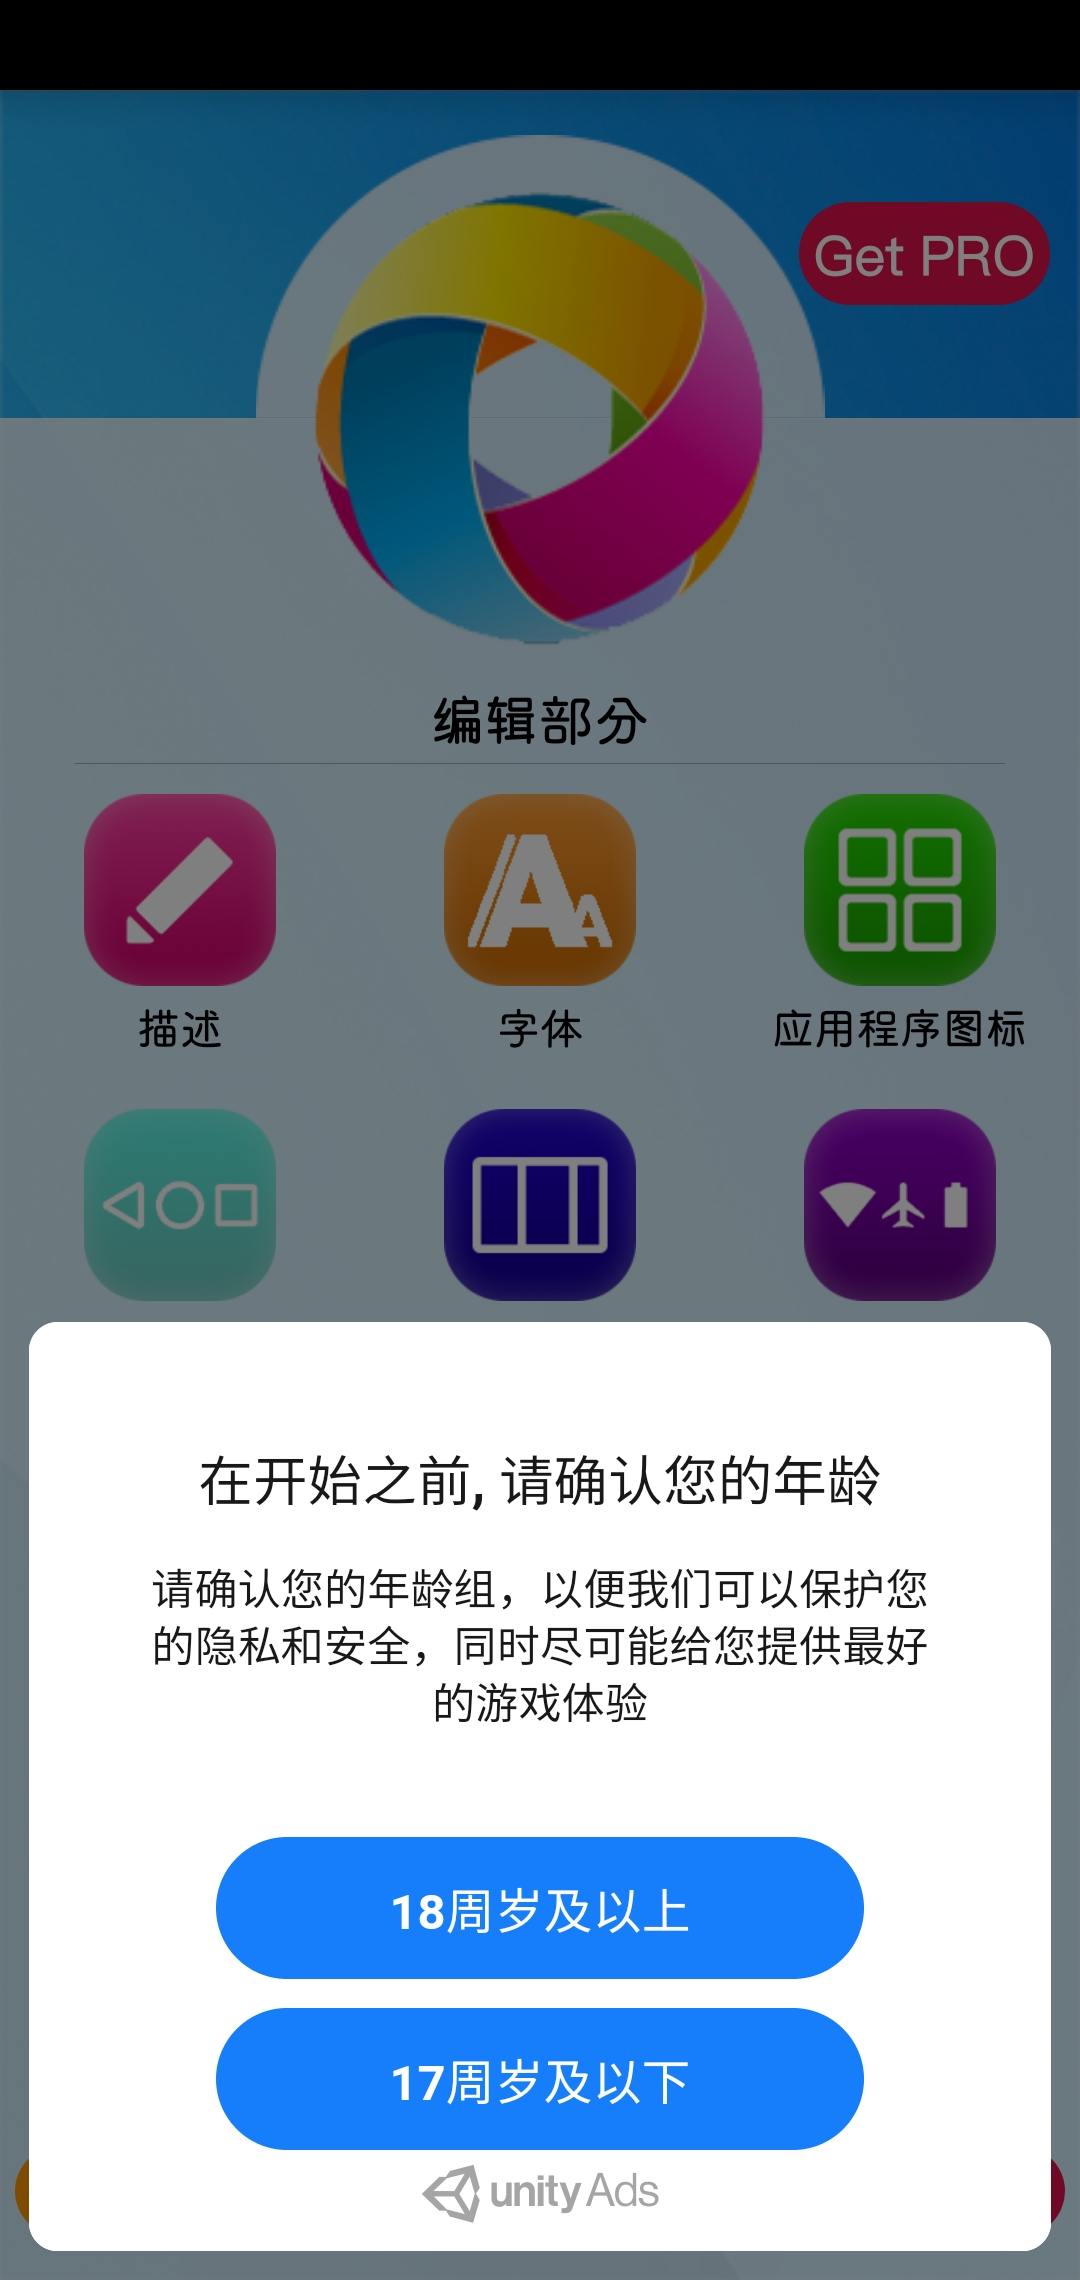 Get PRO
编辑部分
描述
字体
应用程序图标
在开始之前, 请确认您的年龄
请确认您的年龄组，以便我们可以保护您
的隐私和安全，同时尽可能给您提供最好
的游戏体验
18周岁及以上
17周岁及以下
unity Ads